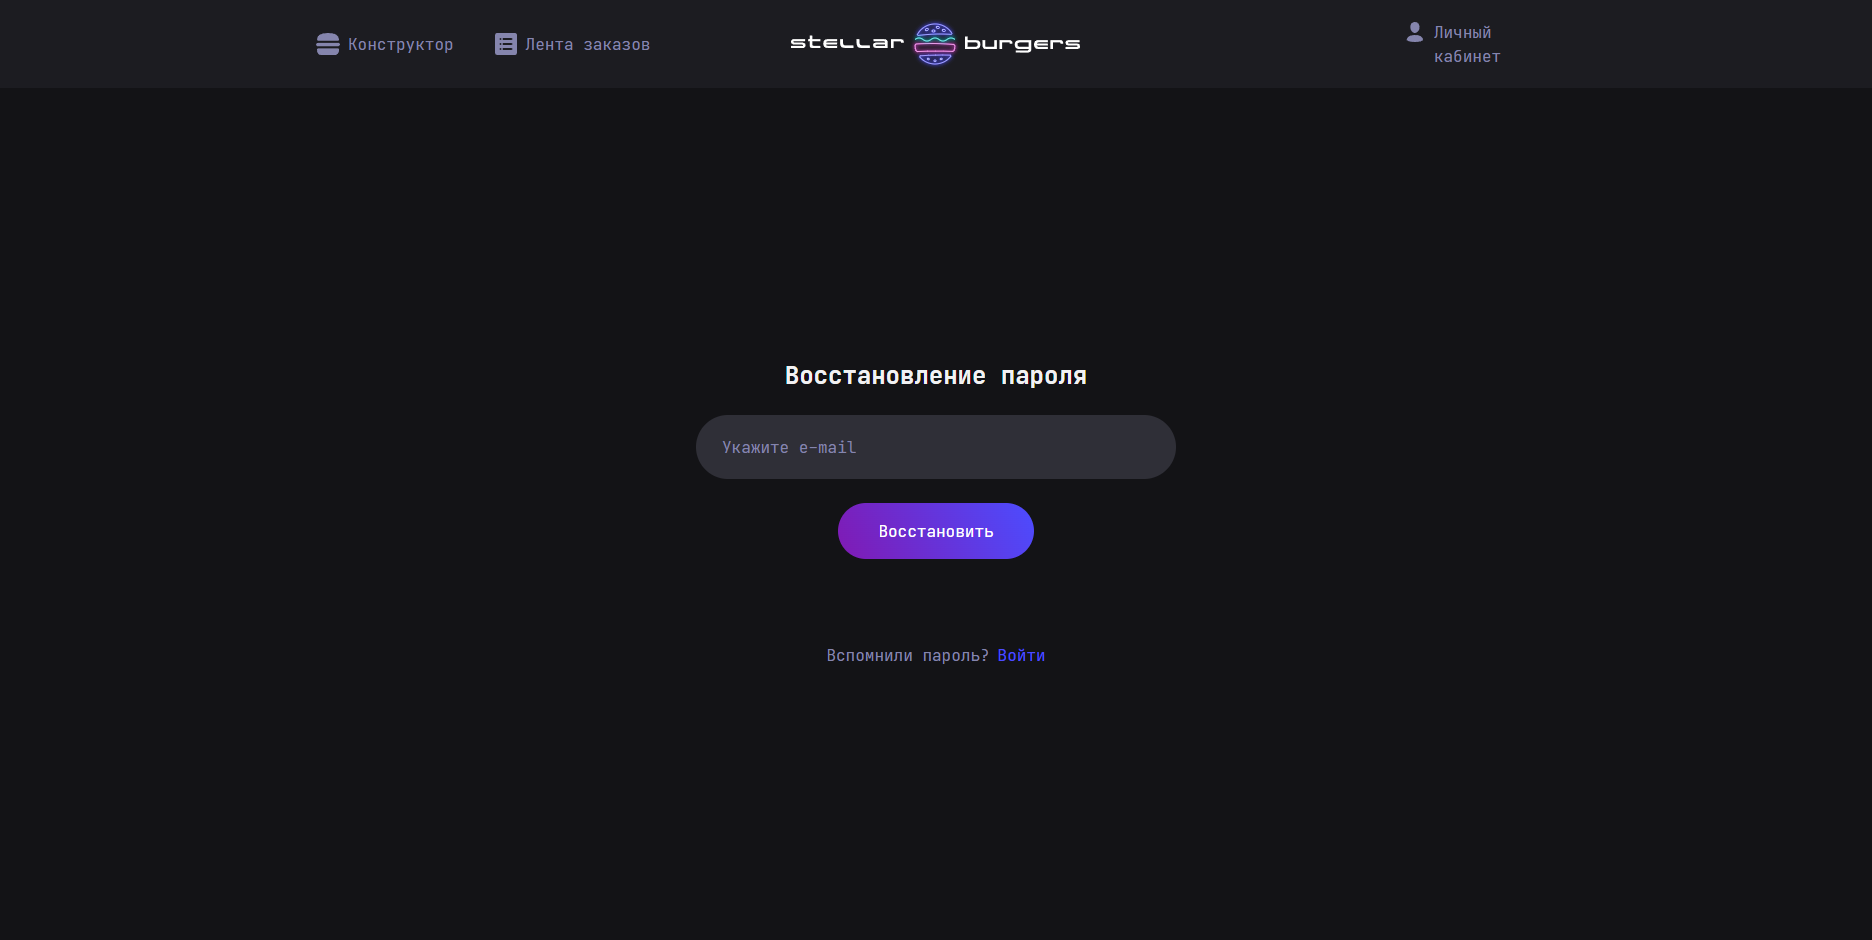 Конструктор
Лента заказов
stellar burgers
Личный
кабинет
Восстановление пароля
Укажите e-mail
Восстановить
Вспомнили пароль? Войти